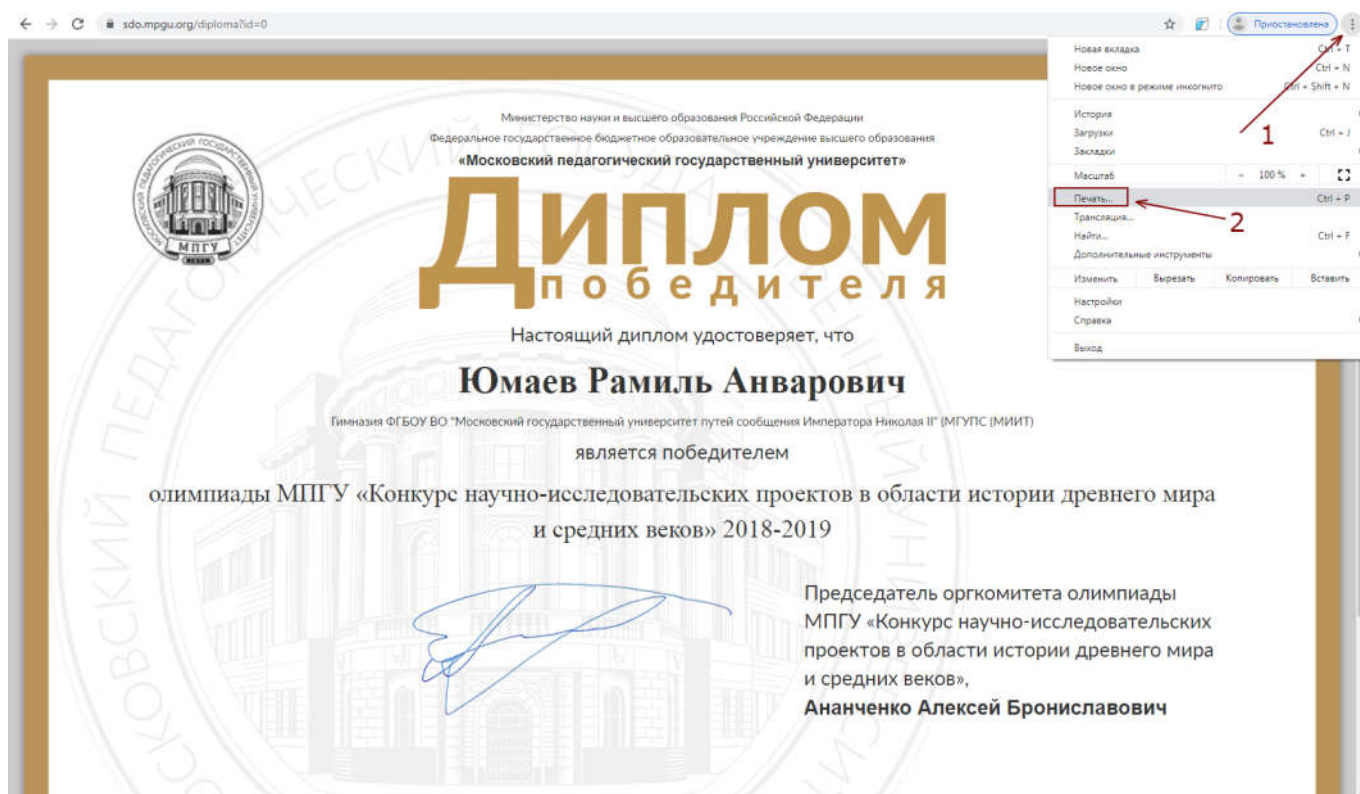 sdo.mpgu.org/diploma?id=0
Приостановлена
Новая вкладка Ctrl + T
Новое окно Ctrl + N
Новое окно в режиме инкогнито Ctrl + Shift + N
История
Загрузки Ctrl + J
Закладки
Масштаб - 100 % +
Печать... Ctrl + P
Трансляция...
Найти... Ctrl + F
Дополнительные инструменты
Изменить Вырезать Копировать Вставить
Настройки
Справка
Выход
1
2
Министерство науки и высшего образования Российской Федерации
Федеральное государственное бюджетное образовательное учреждение высшего образования
«Московский педагогический государственный университет»
МОСКОВСКИЙ ПЕДАГОГИЧЕСКИЙ ГОСУДАРСТВЕННЫЙ УНИВЕРСИТЕТ
МПГУ
Диплом
победителя
Настоящий диплом удостоверяет, что
Юмаев Рамиль Анварович
Гимназия ФГБОУ ВО "Московский государственный университет путей сообщения Императора Николая II" (МГУПС (МИИТ)
является победителем
олимпиады МПГУ «Конкурс научно-исследовательских проектов в области истории древнего мира
и средних веков» 2018-2019
Председатель оргкомитета олимпиады
МПГУ «Конкурс научно-исследовательских
проектов в области истории древнего мира
и средних веков»,
Ананченко Алексей Брониславович